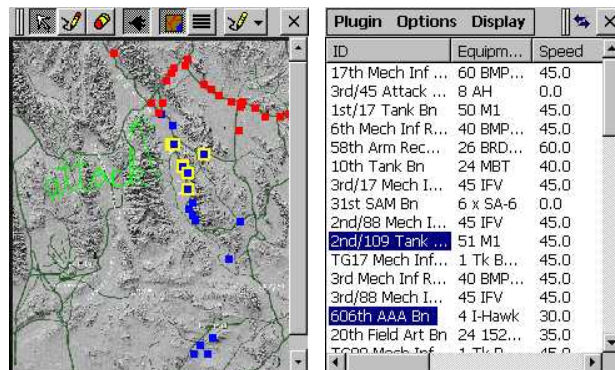 Plugin Options Display
ID Equipm... Speed
17th Mech Inf ... 60 BMP... 45.0
3rd/45 Attack ... 8 AH 0.0
1st/17 Tank Bn 50 M1 45.0
6th Mech Inf R... 40 BMP... 45.0
58th Arm Rec... 26 BRD... 60.0
10th Tank Bn 24 MBT 40.0
3rd/17 Mech I... 45 IFV 45.0
31st SAM Bn 6 x SA-6 0.0
2nd/88 Mech I... 45 IFV 45.0
2nd/109 Tank ... 51 M1 45.0
TG17 Mech Inf... 1 Tk B... 45.0
3rd Mech Inf R... 40 BMP... 45.0
3rd/88 Mech I... 45 IFV 45.0
606th AAA Bn 4 I-Hawk 30.0
20th Field Art Bn 24 152... 35.0
attack